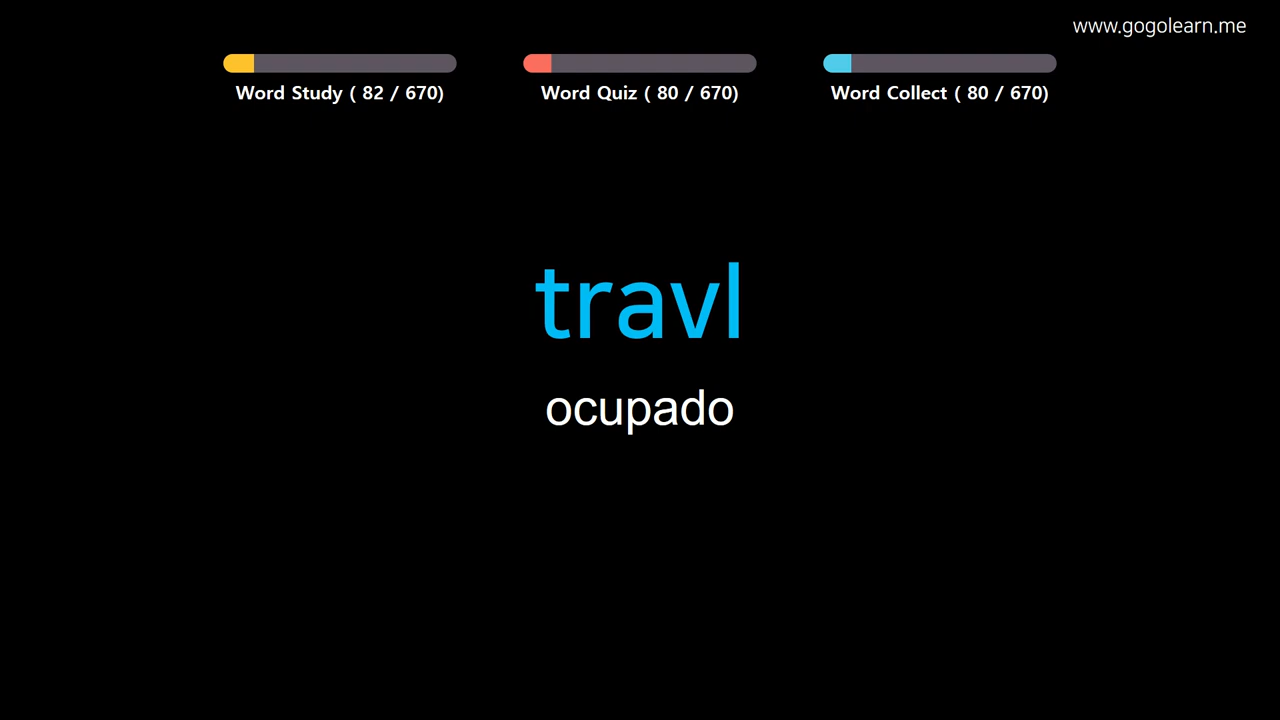 www.gogolearn.me
Word Study ( 82 / 670)
Word Quiz ( 80 / 670)
Word Collect ( 80 / 670)
travl
ocupado